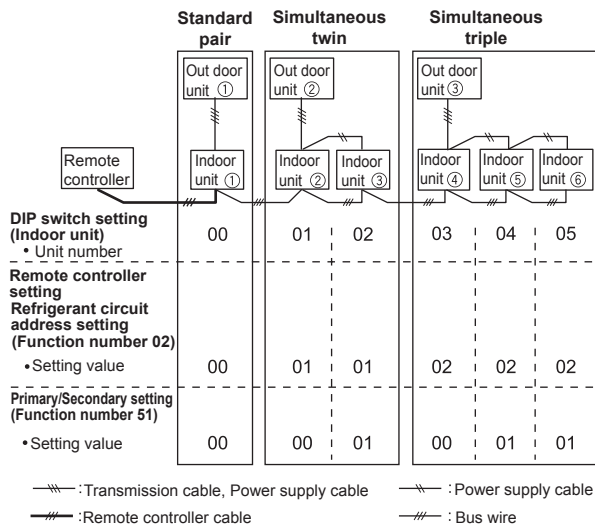 Standard pair
Simultaneous twin
Simultaneous triple
Out door unit ①
Out door unit ②
Out door unit ③
Remote controller
Indoor unit ①
Indoor unit ②
Indoor unit ③
Indoor unit ④
Indoor unit ⑤
Indoor unit ⑥
DIP switch setting
(Indoor unit)
• Unit number
00 01 02 03 04 05
Remote controller
setting
Refrigerant circuit
address setting
(Function number 02)
•Setting value 00 01 01 02 02 02
Primary/Secondary setting
(Function number 51)
•Setting value 00 00 01 00 01 01
:Transmission cable, Power supply cable
: Power supply cable
:Remote controller cable
: Bus wire